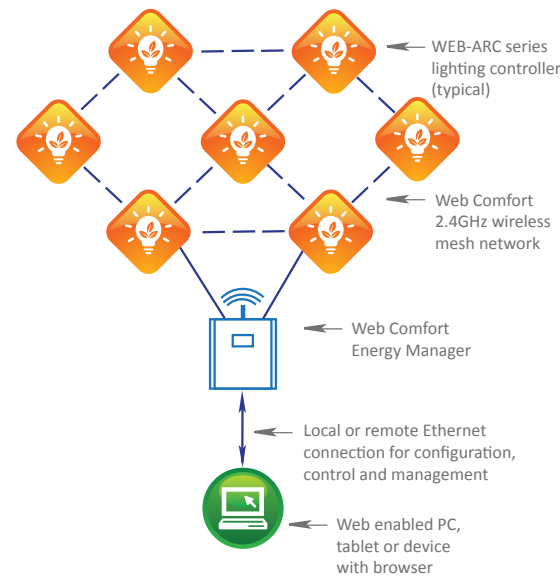 WEB-ARC series
lighting controller
(typical)
Web Comfort
2.4GHz wireless
mesh network
Web Comfort
Energy Manager
Local or remote Ethernet
connection for configuration,
control and management
Web enabled PC,
tablet or device
with browser